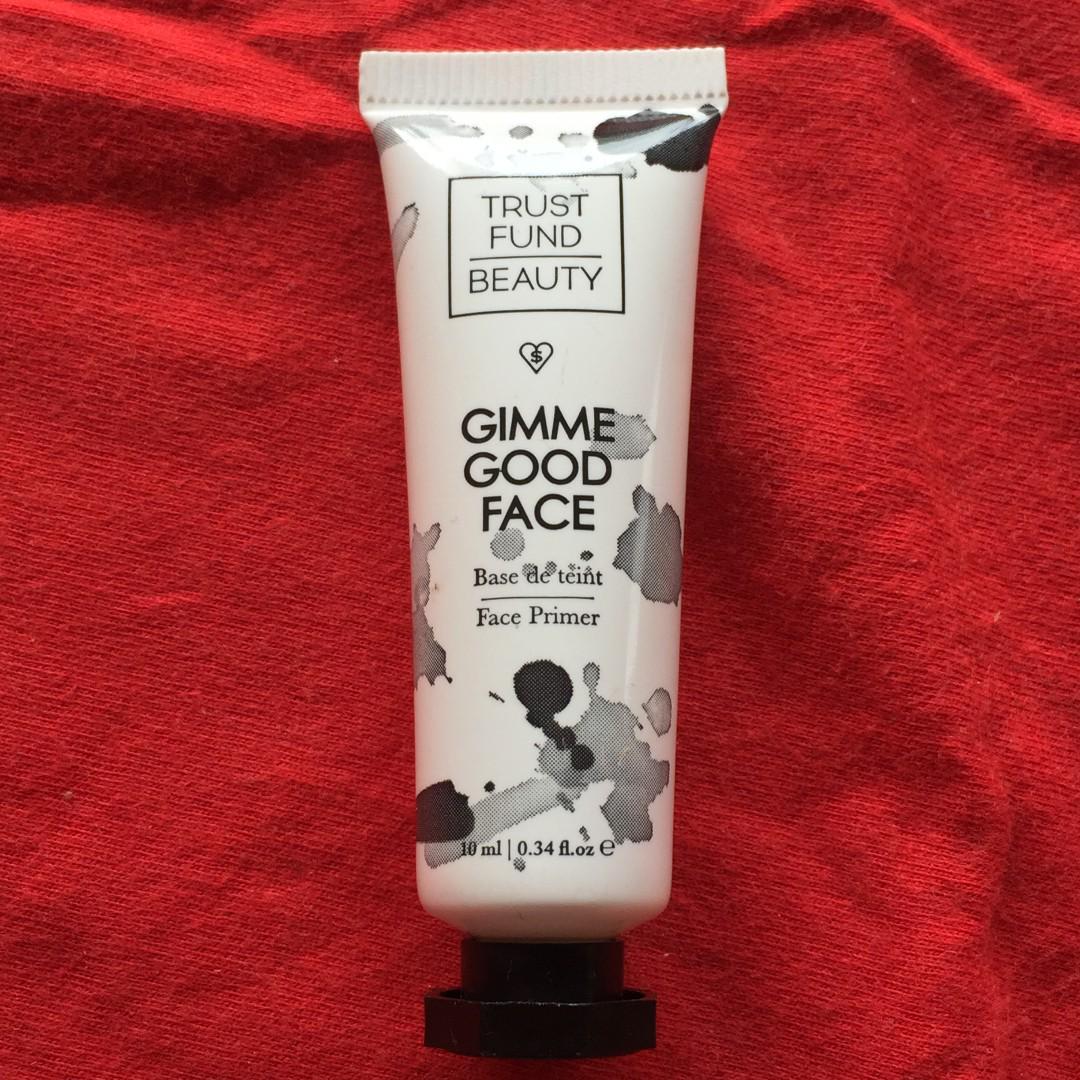 TRUST
FUND
BEAUTY
$
GIMME
GOOD
FACE
Base de teint
Face Primer
10 ml | 0.34 fl.oz ℮